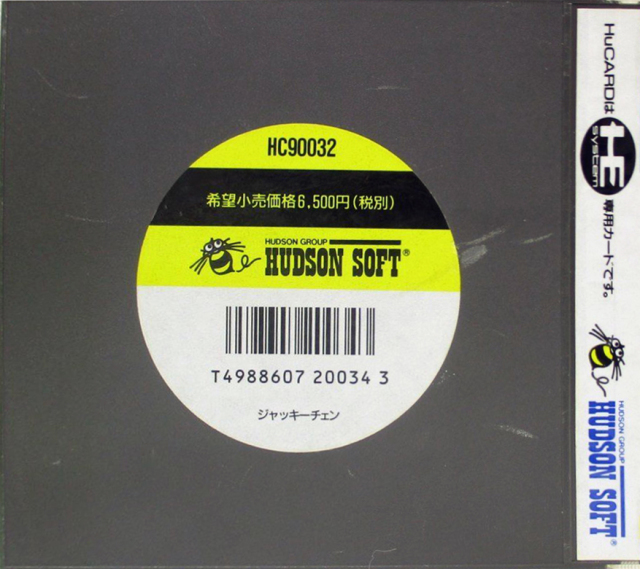 HC90032
希望小売価格6,500円(税別)
HUDSON GROUP
HUDSON SOFT®
T4988607 20034 3
ジャッキーチェン
HuCARDは HE system 専用カードです。
HUDSON GROUP
HUDSON SOFT®